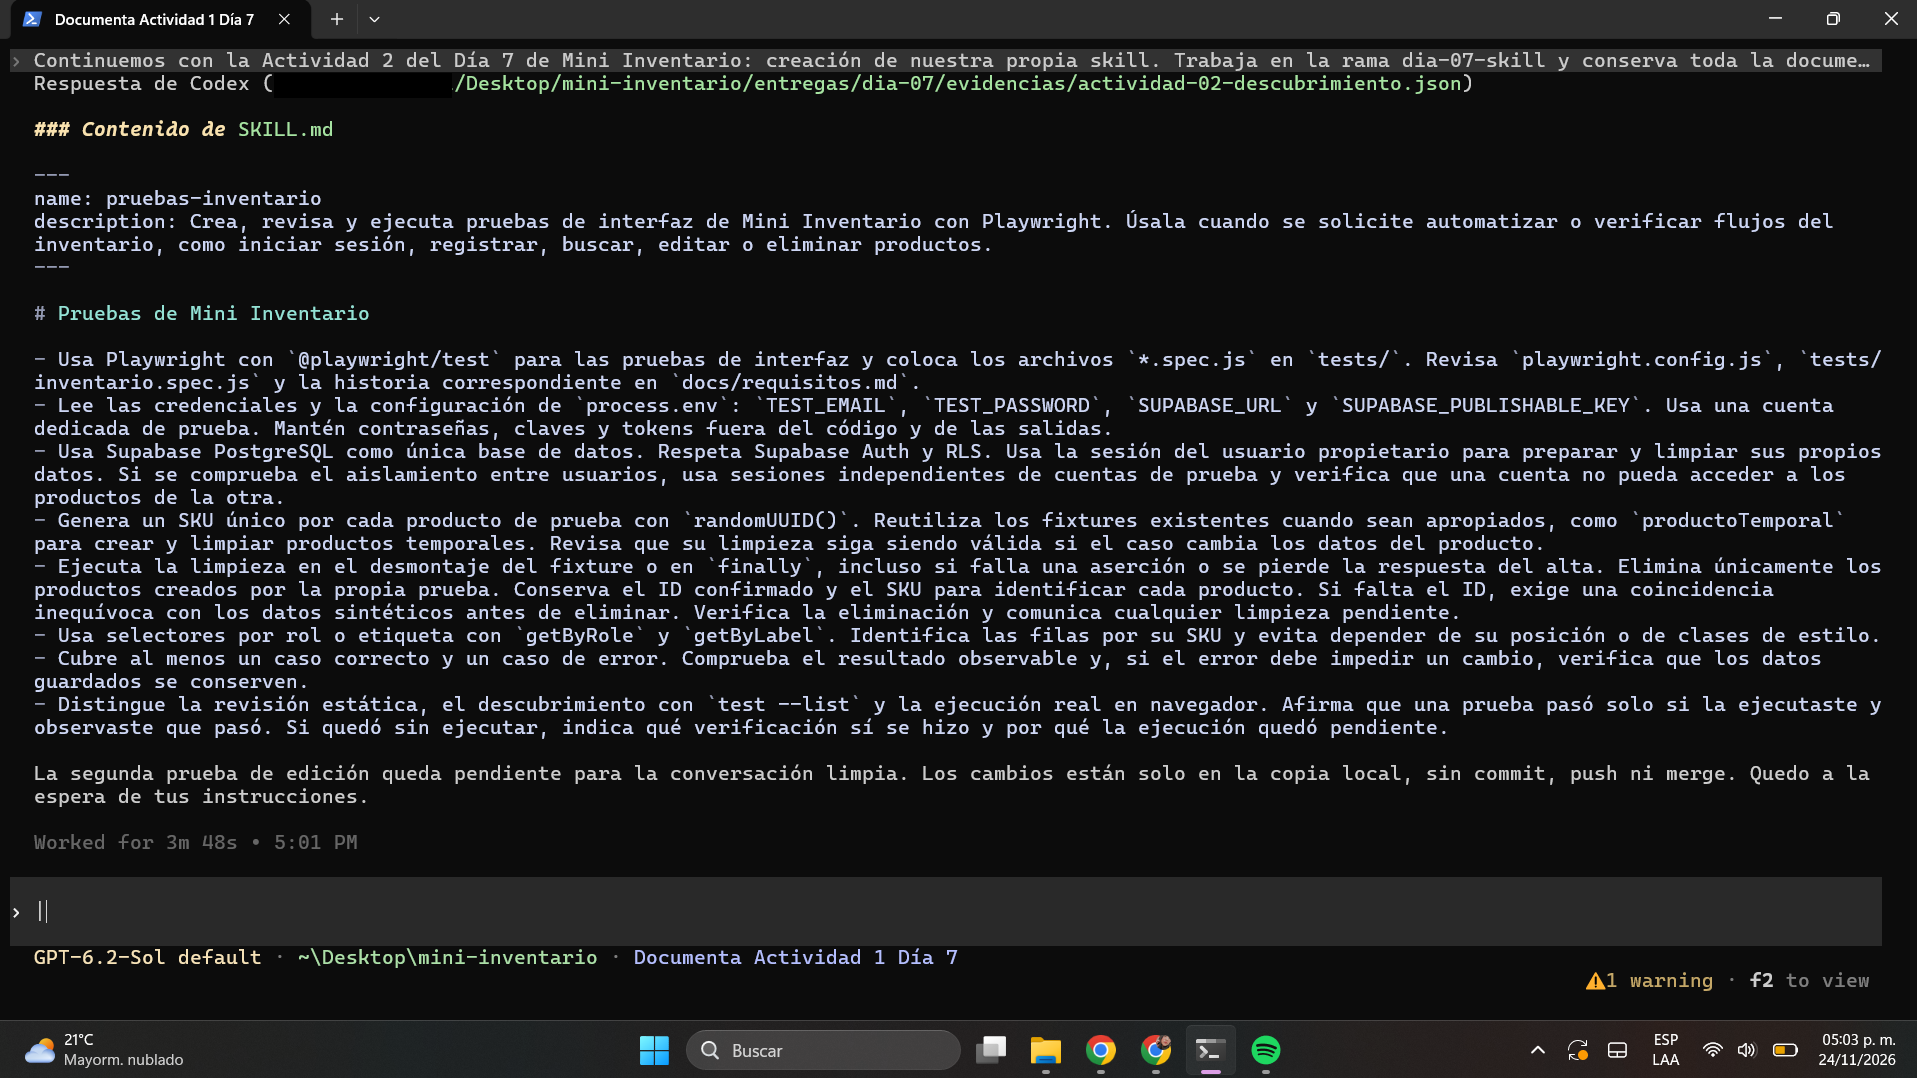 Documenta Actividad 1 Día 7
› Continuemos con la Actividad 2 del Día 7 de Mini Inventario: creación de nuestra propia skill. Trabaja en la rama dia-07-skill y conserva toda la docume…
Respuesta de Codex (/Desktop/mini-inventario/entregas/dia-07/evidencias/actividad-02-descubrimiento.json)
### Contenido de SKILL.md
---
name: pruebas-inventario
description: Crea, revisa y ejecuta pruebas de interfaz de Mini Inventario con Playwright. Úsala cuando se solicite automatizar o verificar flujos del
inventario, como iniciar sesión, registrar, buscar, editar o eliminar productos.
---
# Pruebas de Mini Inventario
- Usa Playwright con `@playwright/test` para las pruebas de interfaz y coloca los archivos `*.spec.js` en `tests/`. Revisa `playwright.config.js`, `tests/
inventario.spec.js` y la historia correspondiente en `docs/requisitos.md`.
- Lee las credenciales y la configuración de `process.env`: `TEST_EMAIL`, `TEST_PASSWORD`, `SUPABASE_URL` y `SUPABASE_PUBLISHABLE_KEY`. Usa una cuenta
dedicada de prueba. Mantén contraseñas, claves y tokens fuera del código y de las salidas.
- Usa Supabase PostgreSQL como única base de datos. Respeta Supabase Auth y RLS. Usa la sesión del usuario propietario para preparar y limpiar sus propios
datos. Si se comprueba el aislamiento entre usuarios, usa sesiones independientes de cuentas de prueba y verifica que una cuenta no pueda acceder a los
productos de la otra.
- Genera un SKU único por cada producto de prueba con `randomUUID()`. Reutiliza los fixtures existentes cuando sean apropiados, como `productoTemporal`
para crear y limpiar productos temporales. Revisa que su limpieza siga siendo válida si el caso cambia los datos del producto.
- Ejecuta la limpieza en el desmontaje del fixture o en `finally`, incluso si falla una aserción o se pierde la respuesta del alta. Elimina únicamente los
productos creados por la propia prueba. Conserva el ID confirmado y el SKU para identificar cada producto. Si falta el ID, exige una coincidencia
inequívoca con los datos sintéticos antes de eliminar. Verifica la eliminación y comunica cualquier limpieza pendiente.
- Usa selectores por rol o etiqueta con `getByRole` y `getByLabel`. Identifica las filas por su SKU y evita depender de su posición o de clases de estilo.
- Cubre al menos un caso correcto y un caso de error. Comprueba el resultado observable y, si el error debe impedir un cambio, verifica que los datos
guardados se conserven.
- Distingue la revisión estática, el descubrimiento con `test --list` y la ejecución real en navegador. Afirma que una prueba pasó solo si la ejecutaste y
observaste que pasó. Si quedó sin ejecutar, indica qué verificación sí se hizo y por qué la ejecución quedó pendiente.
La segunda prueba de edición queda pendiente para la conversación limpia. Los cambios están solo en la copia local, sin commit, push ni merge. Quedo a la
espera de tus instrucciones.
Worked for 3m 48s • 5:01 PM
›
GPT-6.2-Sol default · ~\Desktop\mini-inventario · Documenta Actividad 1 Día 7
1 warning · f2 to view
21°C
Mayorm. nublado
Buscar
ESP
LAA
05:03 p. m.
24/11/2026